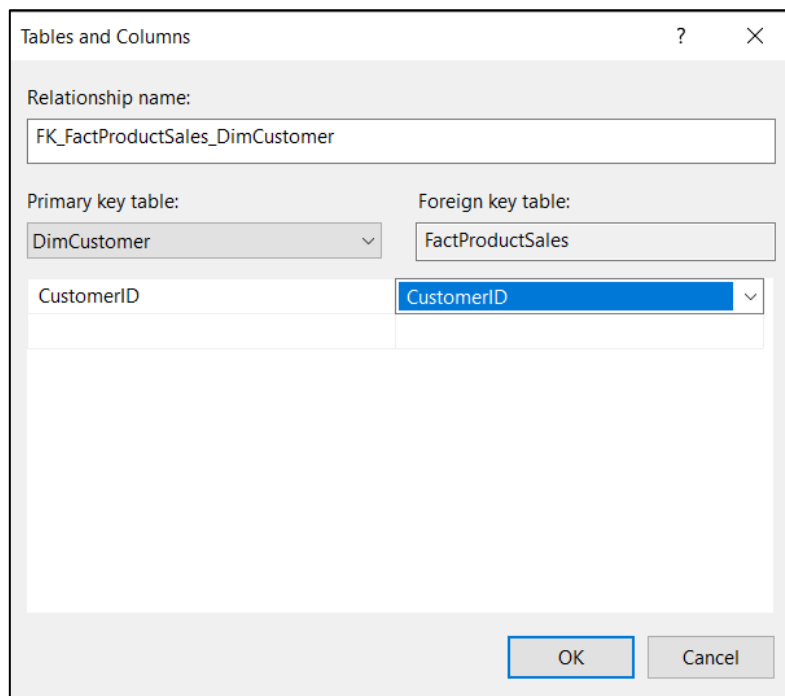 Tables and Columns ? ×
Relationship name:
FK_FactProductSales_DimCustomer
Primary key table: Foreign key table:
DimCustomer FactProductSales
CustomerID CustomerID
OK Cancel